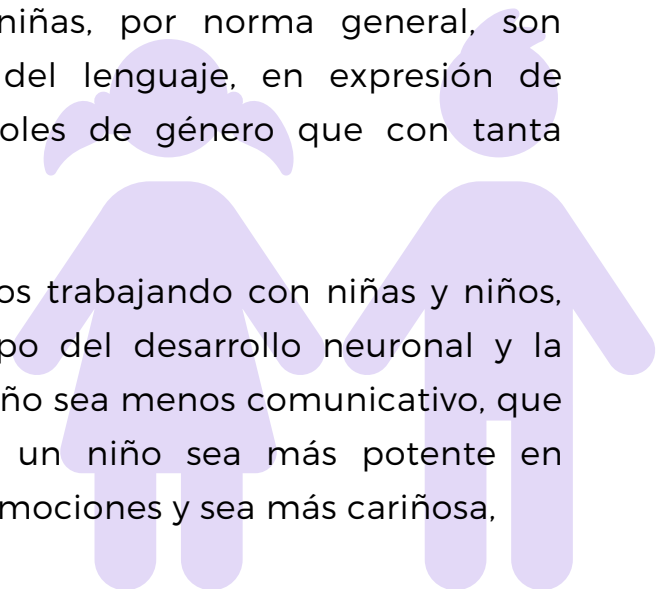 niñas, por norma general, son
del lenguaje, en expresión de
oles de género que con tanta
os trabajando con niñas y niños,
po del desarrollo neuronal y la
ño sea menos comunicativo, que
un niño sea más potente en
mociones y sea más cariñosa,